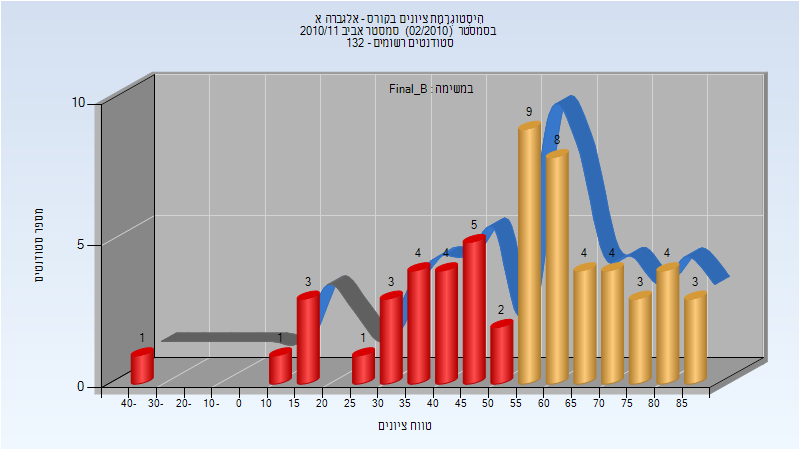 היסטוגרמת ציונים בקורס - אלגברה א
בסמסטר (02/2010) סמסטר אביב 2010/11
סטודנטים רשומים - 132
במשימה : Final_B
מספר סטודנטים
10
5
0
1
1
3
1
3
4
4
5
2
9
8
4
4
3
4
3
40- 30- 20- 10- 0 10 15 20 25 30 35 40 45 50 55 60 65 70 75 80 85
טווח ציונים